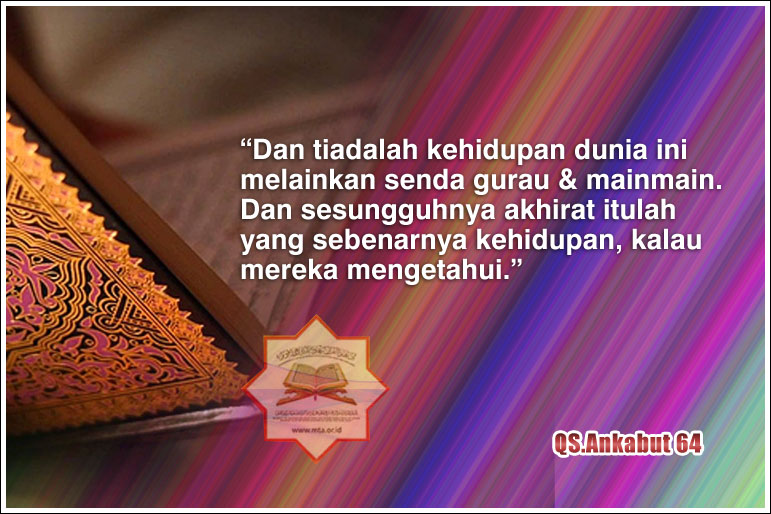 “Dan tiadalah kehidupan dunia ini
melainkan senda gurau & mainmain.
Dan sesungguhnya akhirat itulah
yang sebenarnya kehidupan, kalau
mereka mengetahui.”
www.mta.or.id
QS.Ankabut 64